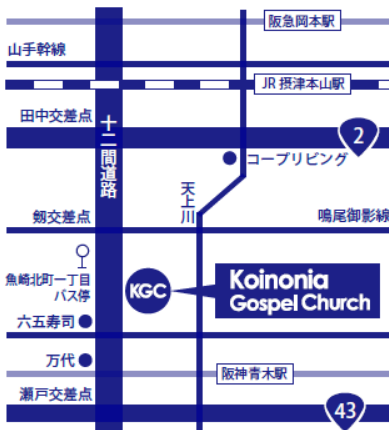 阪急岡本駅
山手幹線
JR 摂津本山駅
田中交差点
十二間道路
2
コープリビング
天上川
剱交差点
鳴尾御影線
魚崎北町一丁目
バス停
KGC
Koinonia
Gospel Church
六五寿司
万代
阪神青木駅
瀬戸交差点
43